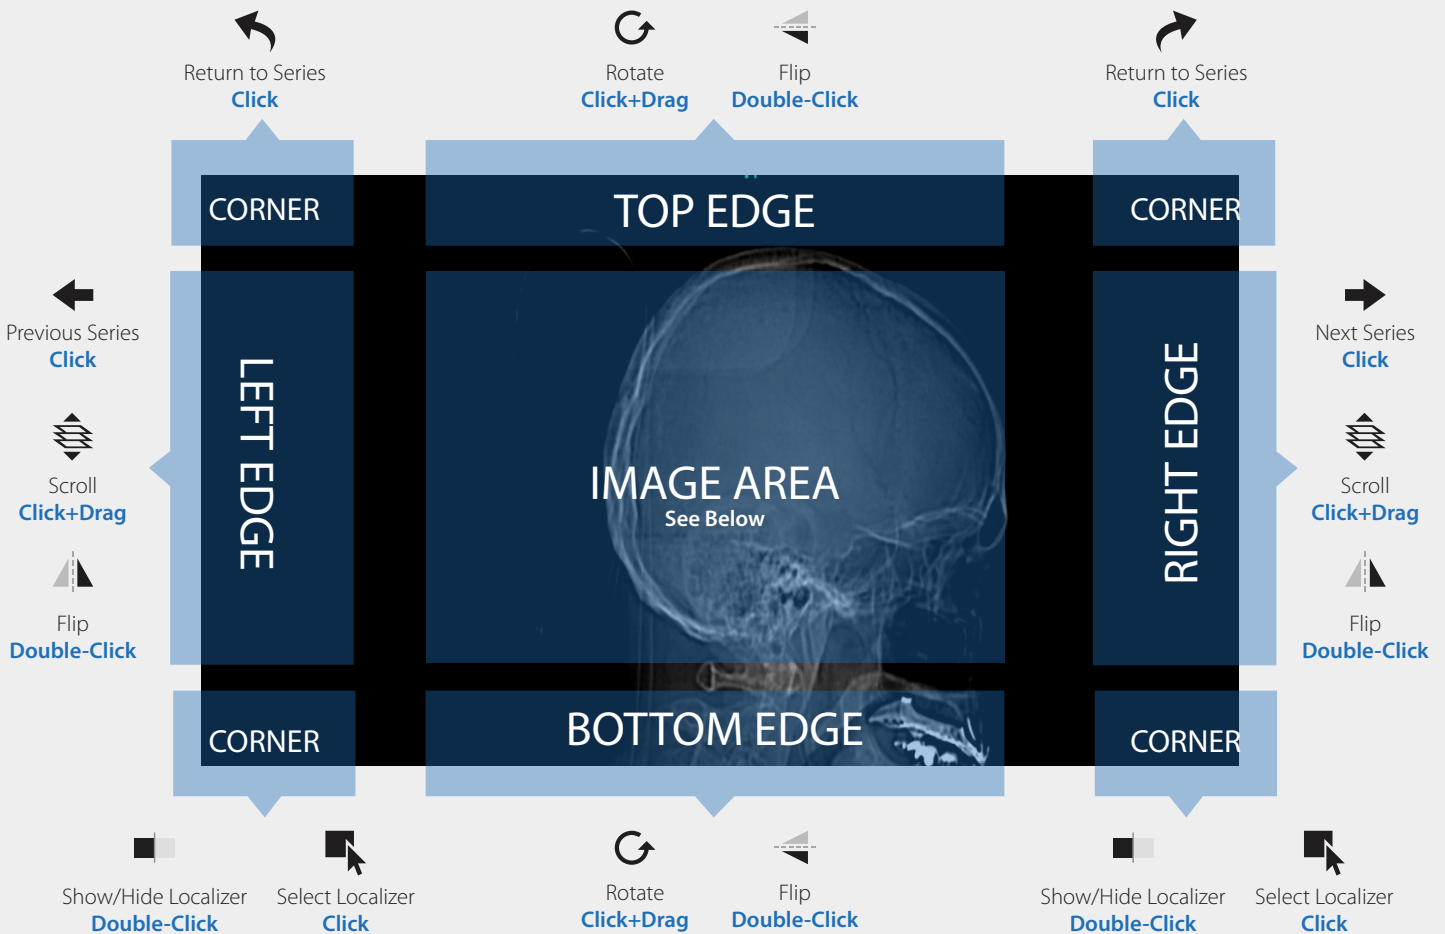 Return to Series
Click
Rotate
Click+Drag
Flip
Double-Click
Return to Series
Click
CORNER
TOP EDGE
CORNER
Previous Series
Click
Scroll
Click+Drag
Flip
Double-Click
LEFT EDGE
IMAGE AREA
See Below
RIGHT EDGE
Next Series
Click
Scroll
Click+Drag
Flip
Double-Click
CORNER
BOTTOM EDGE
CORNER
Show/Hide Localizer
Double-Click
Select Localizer
Click
Rotate
Click+Drag
Flip
Double-Click
Show/Hide Localizer
Double-Click
Select Localizer
Click